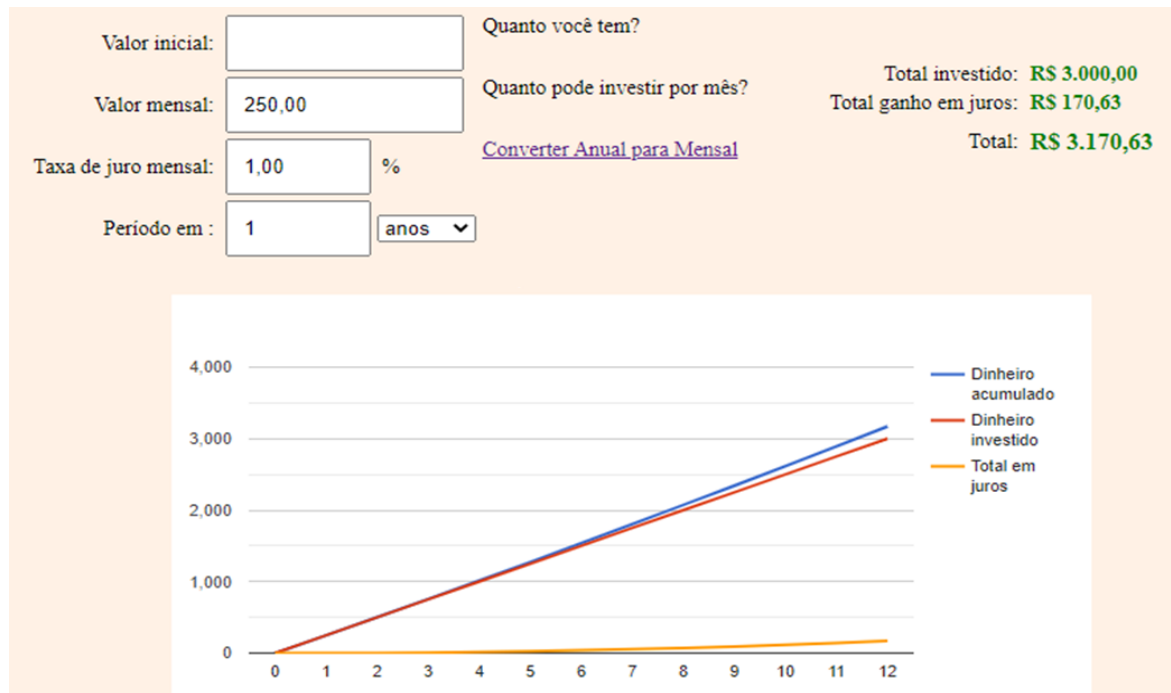 Valor inicial:
Quanto você tem?
Valor mensal: 250,00
Quanto pode investir por mês?
Taxa de juro mensal: 1,00 %
Converter Anual para Mensal
Período em : 1 anos
Total investido: R$ 3.000,00
Total ganho em juros: R$ 170,63
Total: R$ 3.170,63
4,000
3,000
2,000
1,000
0
0 1 2 3 4 5 6 7 8 9 10 11 12
Dinheiro
acumulado
Dinheiro
investido
Total em
juros